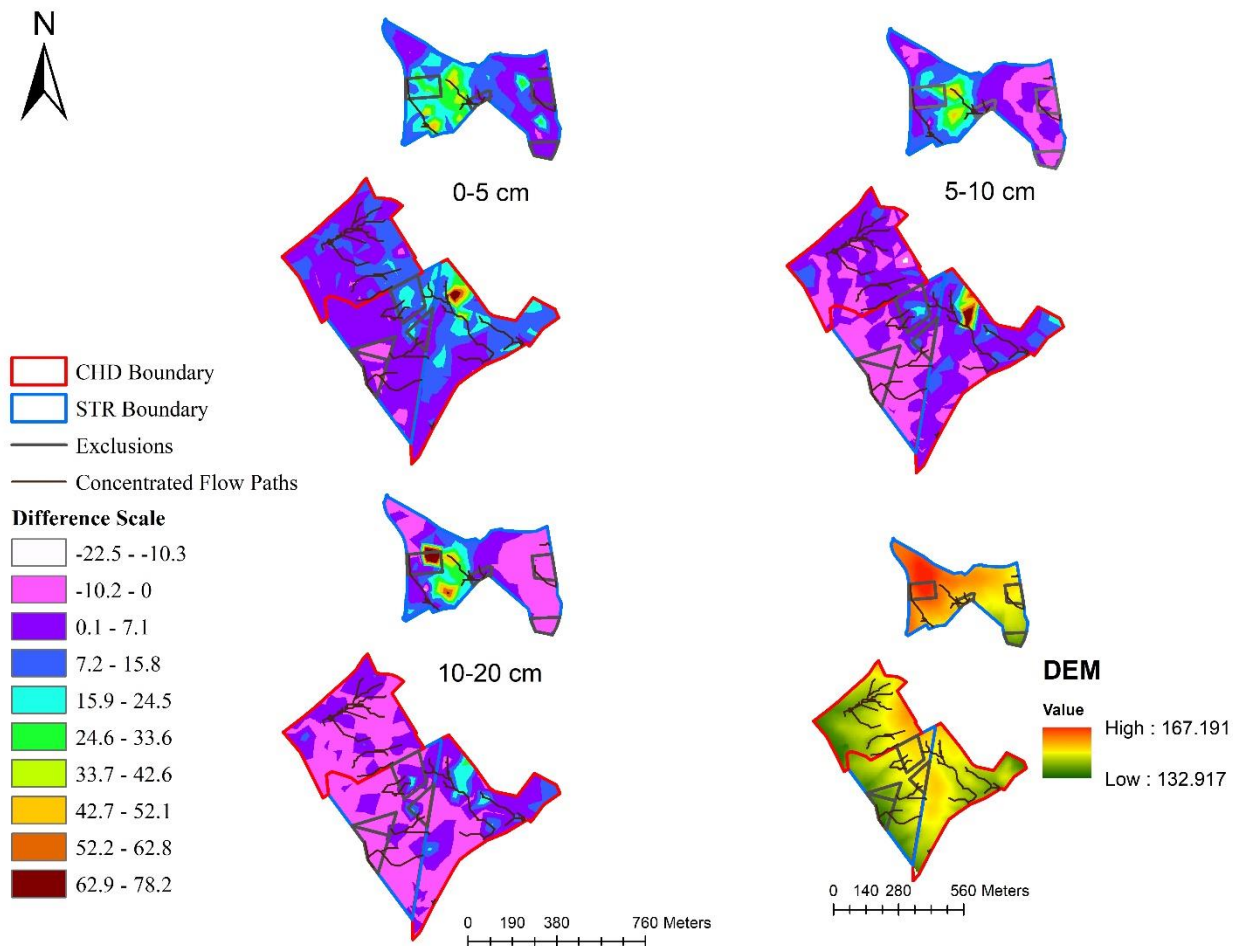 N
0-5 cm
5-10 cm
CHD Boundary
STR Boundary
Exclusions
Concentrated Flow Paths
Difference Scale
-22.5 - -10.3
-10.2 - 0
0.1 - 7.1
7.2 - 15.8
15.9 - 24.5
24.6 - 33.6
33.7 - 42.6
42.7 - 52.1
52.2 - 62.8
62.9 - 78.2
10-20 cm
0 190 380 760 Meters
DEM
Value
High : 167.191
Low : 132.917
0 140 280 560 Meters